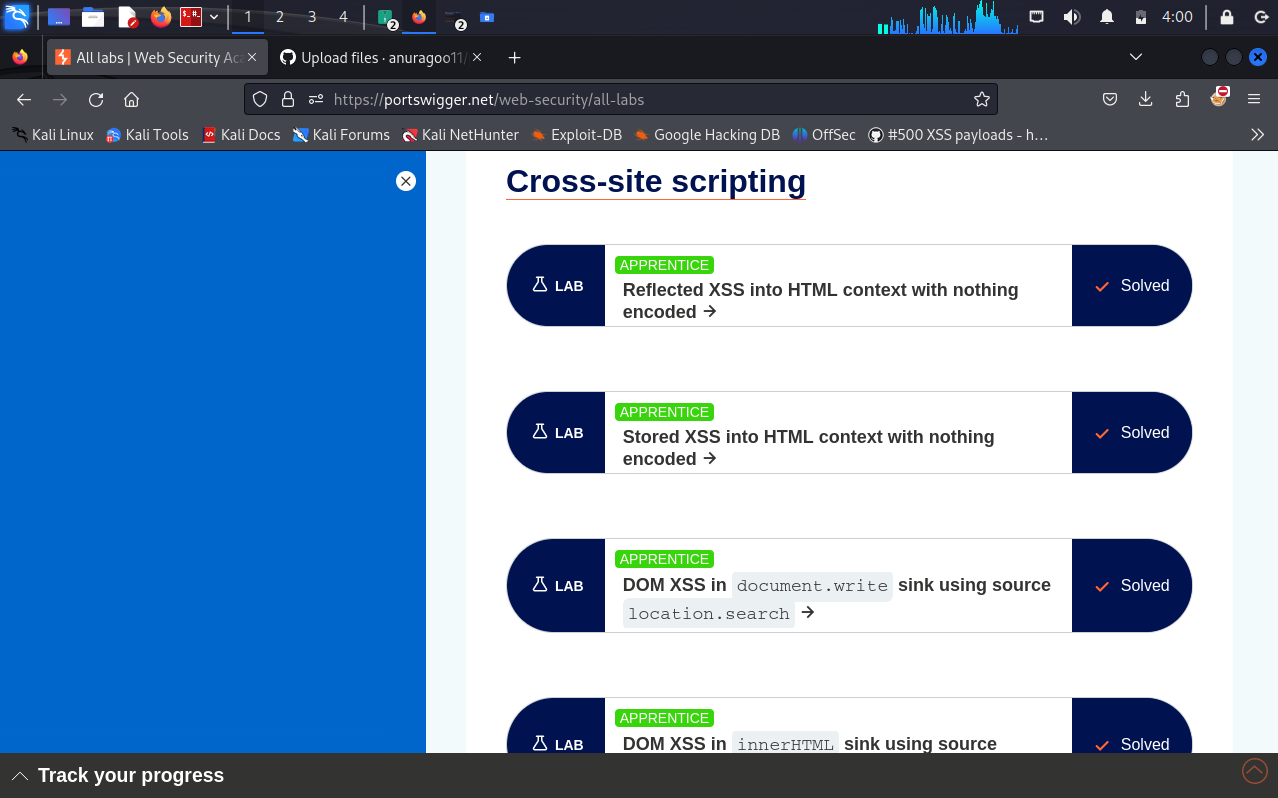 1 2 3 4 2 2 4:00
All labs | Web Security Aca
Upload files · anuragoo11/
https://portswigger.net/web-security/all-labs
Kali Linux Kali Tools Kali Docs Kali Forums Kali NetHunter Exploit-DB Google Hacking DB OffSec #500 XSS payloads - h…
Cross-site scripting
APPRENTICE
LAB Reflected XSS into HTML context with nothing Solved
encoded
APPRENTICE
LAB Stored XSS into HTML context with nothing Solved
encoded
APPRENTICE
LAB DOM XSS in document.write sink using source Solved
location.search
APPRENTICE
LAB DOM XSS in innerHTML sink using source Solved
Track your progress